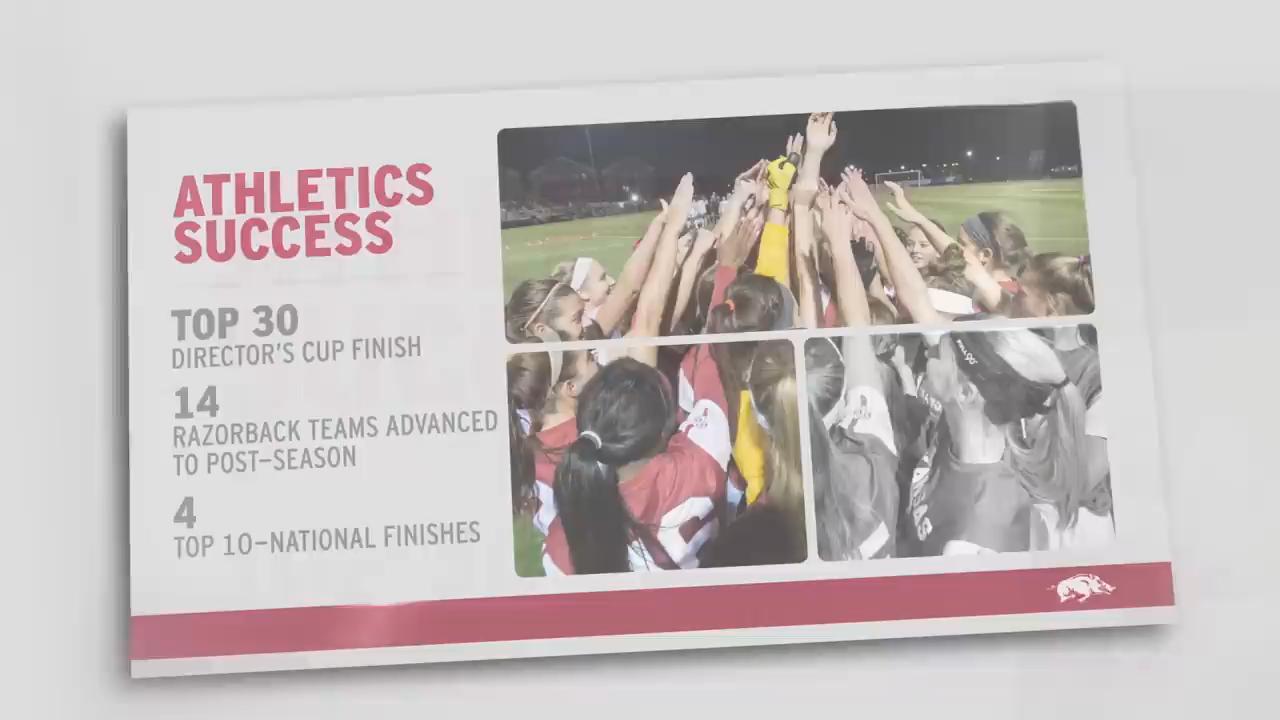 ATHLETICS
SUCCESS
TOP 30
DIRECTOR'S CUP FINISH
14
RAZORBACK TEAMS ADVANCED
TO POST-SEASON
4
TOP 10-NATIONAL FINISHES